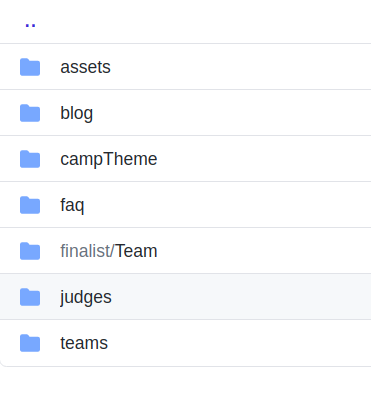 ..
assets
blog
campTheme
faq
finalist/Team
judges
teams